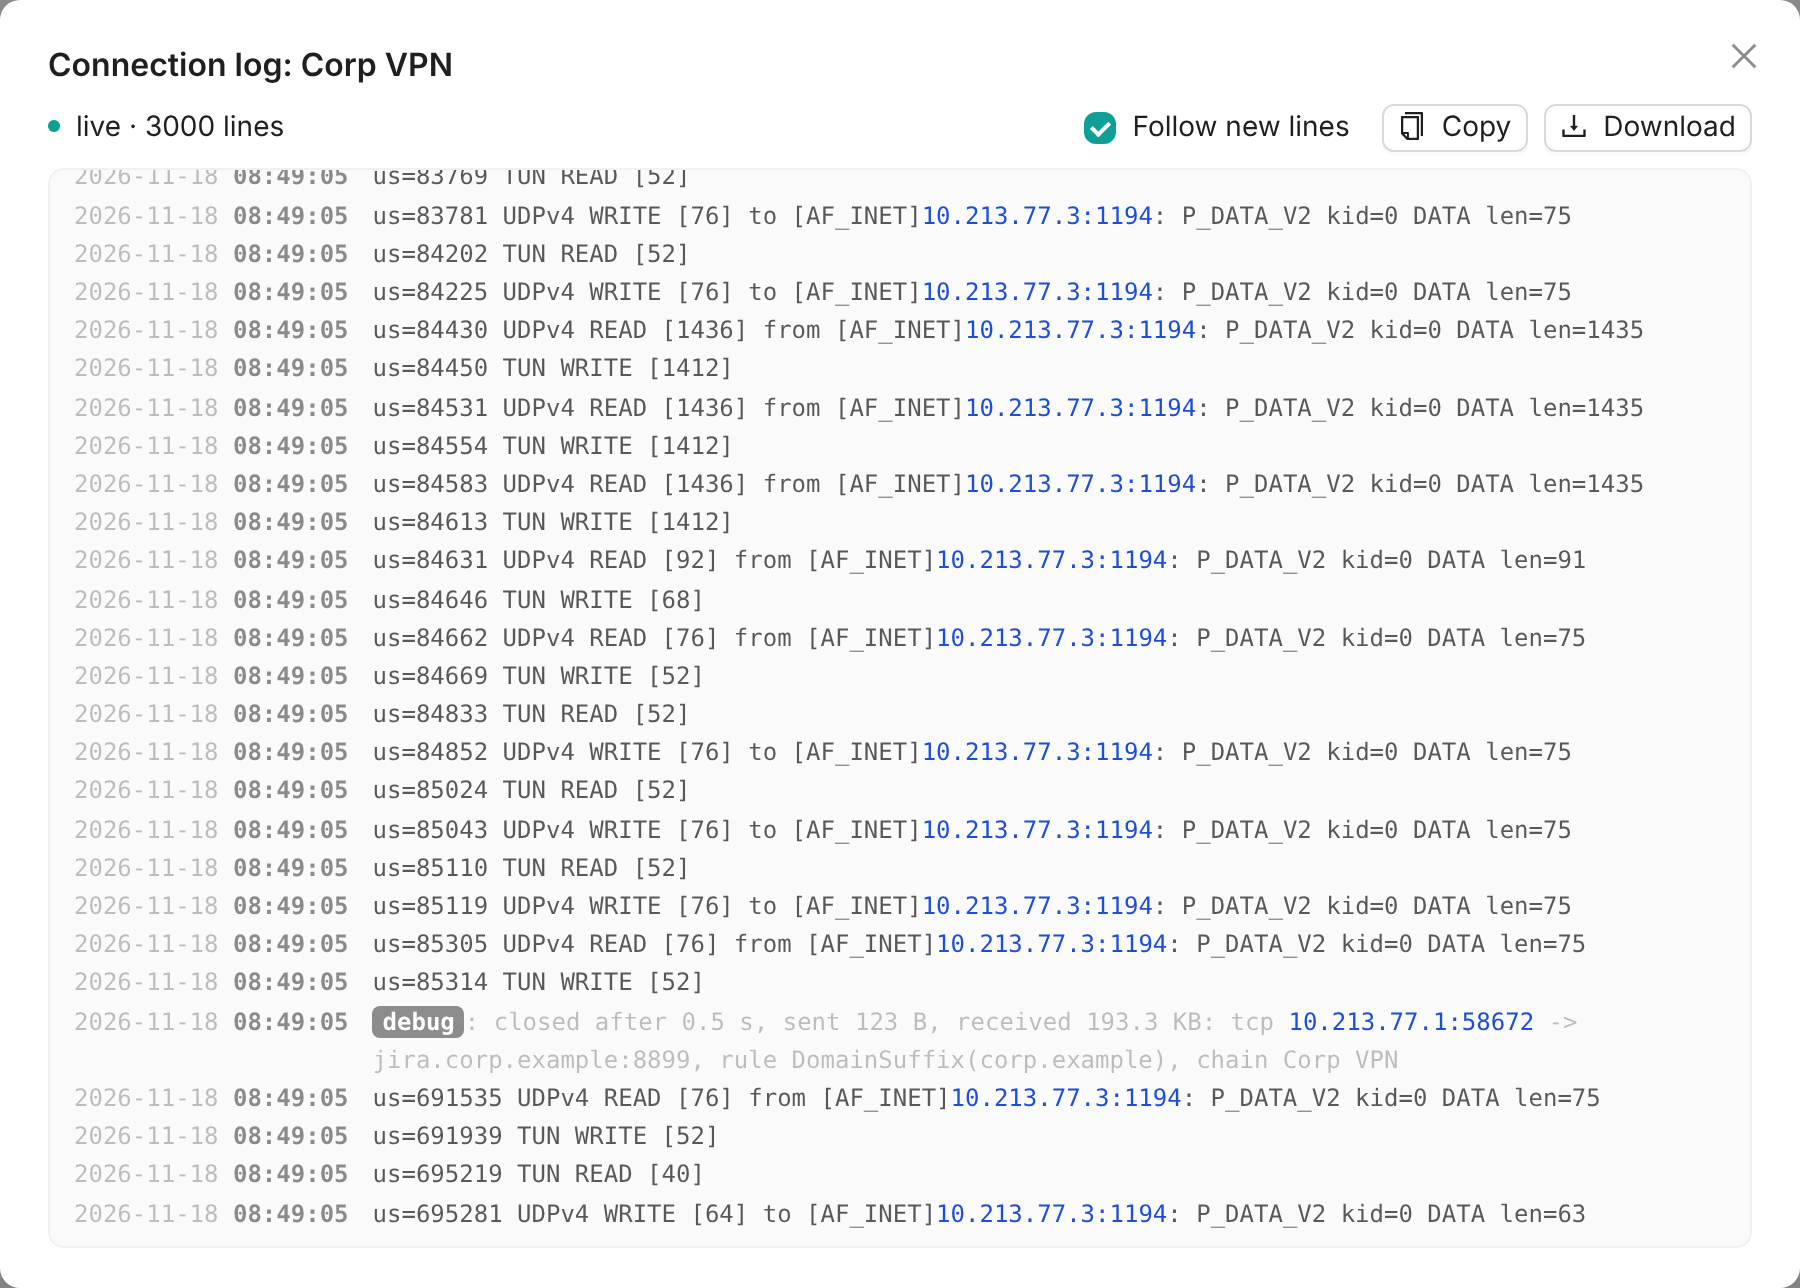 Connection log: Corp VPN
live · 3000 lines
Follow new lines
Copy
Download
2026-11-18 08:49:05 us=83769 TUN READ [52]
2026-11-18 08:49:05 us=83781 UDPv4 WRITE [76] to [AF_INET]10.213.77.3:1194: P_DATA_V2 kid=0 DATA len=75
2026-11-18 08:49:05 us=84202 TUN READ [52]
2026-11-18 08:49:05 us=84225 UDPv4 WRITE [76] to [AF_INET]10.213.77.3:1194: P_DATA_V2 kid=0 DATA len=75
2026-11-18 08:49:05 us=84430 UDPv4 READ [1436] from [AF_INET]10.213.77.3:1194: P_DATA_V2 kid=0 DATA len=1435
2026-11-18 08:49:05 us=84450 TUN WRITE [1412]
2026-11-18 08:49:05 us=84531 UDPv4 READ [1436] from [AF_INET]10.213.77.3:1194: P_DATA_V2 kid=0 DATA len=1435
2026-11-18 08:49:05 us=84554 TUN WRITE [1412]
2026-11-18 08:49:05 us=84583 UDPv4 READ [1436] from [AF_INET]10.213.77.3:1194: P_DATA_V2 kid=0 DATA len=1435
2026-11-18 08:49:05 us=84613 TUN WRITE [1412]
2026-11-18 08:49:05 us=84631 UDPv4 READ [92] from [AF_INET]10.213.77.3:1194: P_DATA_V2 kid=0 DATA len=91
2026-11-18 08:49:05 us=84646 TUN WRITE [68]
2026-11-18 08:49:05 us=84662 UDPv4 READ [76] from [AF_INET]10.213.77.3:1194: P_DATA_V2 kid=0 DATA len=75
2026-11-18 08:49:05 us=84669 TUN WRITE [52]
2026-11-18 08:49:05 us=84833 TUN READ [52]
2026-11-18 08:49:05 us=84852 UDPv4 WRITE [76] to [AF_INET]10.213.77.3:1194: P_DATA_V2 kid=0 DATA len=75
2026-11-18 08:49:05 us=85024 TUN READ [52]
2026-11-18 08:49:05 us=85043 UDPv4 WRITE [76] to [AF_INET]10.213.77.3:1194: P_DATA_V2 kid=0 DATA len=75
2026-11-18 08:49:05 us=85110 TUN READ [52]
2026-11-18 08:49:05 us=85119 UDPv4 WRITE [76] to [AF_INET]10.213.77.3:1194: P_DATA_V2 kid=0 DATA len=75
2026-11-18 08:49:05 us=85305 UDPv4 READ [76] from [AF_INET]10.213.77.3:1194: P_DATA_V2 kid=0 DATA len=75
2026-11-18 08:49:05 us=85314 TUN WRITE [52]
2026-11-18 08:49:05 debug: closed after 0.5 s, sent 123 B, received 193.3 KB: tcp 10.213.77.1:58672 ->
jira.corp.example:8899, rule DomainSuffix(corp.example), chain Corp VPN
2026-11-18 08:49:05 us=691535 UDPv4 READ [76] from [AF_INET]10.213.77.3:1194: P_DATA_V2 kid=0 DATA len=75
2026-11-18 08:49:05 us=691939 TUN WRITE [52]
2026-11-18 08:49:05 us=695219 TUN READ [40]
2026-11-18 08:49:05 us=695281 UDPv4 WRITE [64] to [AF_INET]10.213.77.3:1194: P_DATA_V2 kid=0 DATA len=63